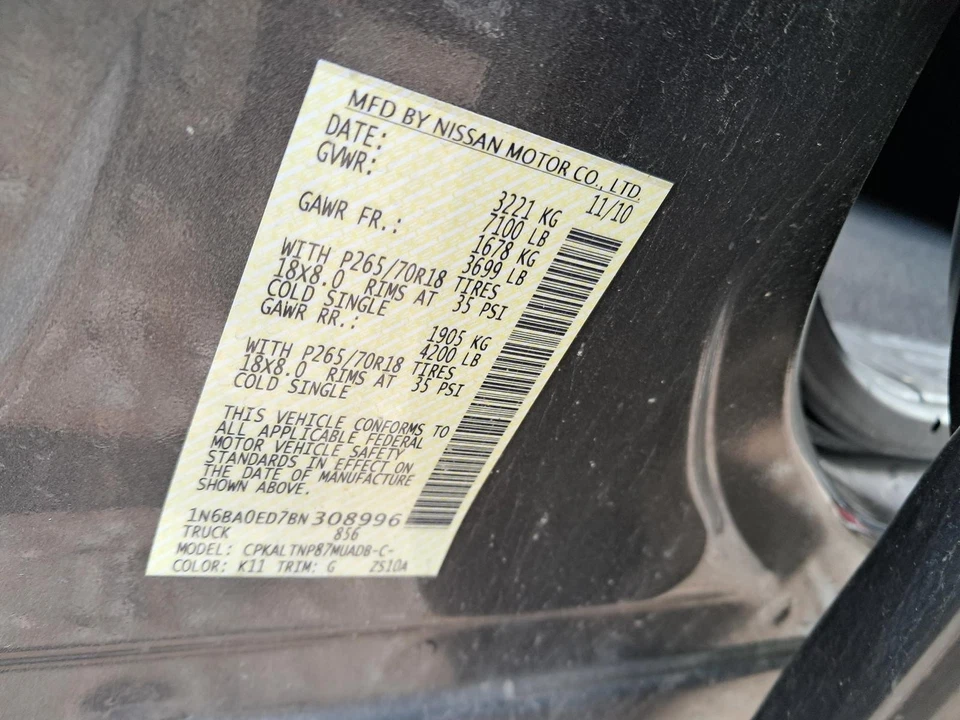 MFD BY NISSAN MOTOR CO., LTD.
DATE: 11/10
GVWR: 3221 KG
7100 LB
GAWR FR.: 1678 KG
3699 LB
WITH P265/70R18 TIRES
18X8.0 RIMS AT 35 PSI
COLD SINGLE
GAWR RR.: 1905 KG
4200 LB
WITH P265/70R18 TIRES
18X8.0 RIMS AT 35 PSI
COLD SINGLE
THIS VEHICLE CONFORMS TO
ALL APPLICABLE FEDERAL
MOTOR VEHICLE SAFETY
STANDARDS IN EFFECT ON
THE DATE OF MANUFACTURE
SHOWN ABOVE.
1N6BA0ED7BN308996
TRUCK 856
MODEL: CPKALTNP87MUADB-C-
COLOR: K11 TRIM: G ZS10A